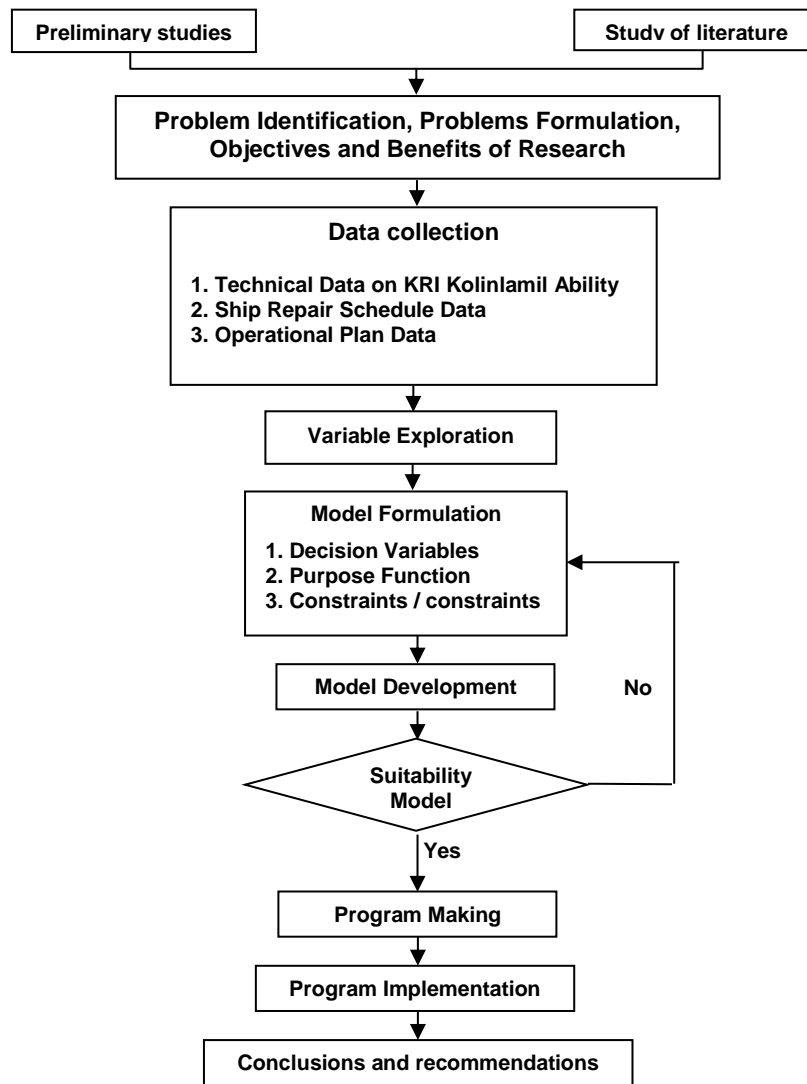 Preliminary studies
Study of literature
Problem Identification, Problems Formulation,
Objectives and Benefits of Research
Data collection
1. Technical Data on KRI Kolinlamil Ability
2. Ship Repair Schedule Data
3. Operational Plan Data
Variable Exploration
Model Formulation
1. Decision Variables
2. Purpose Function
3. Constraints / constraints
Model Development
No
Suitability
Model
Yes
Program Making
Program Implementation
Conclusions and recommendations